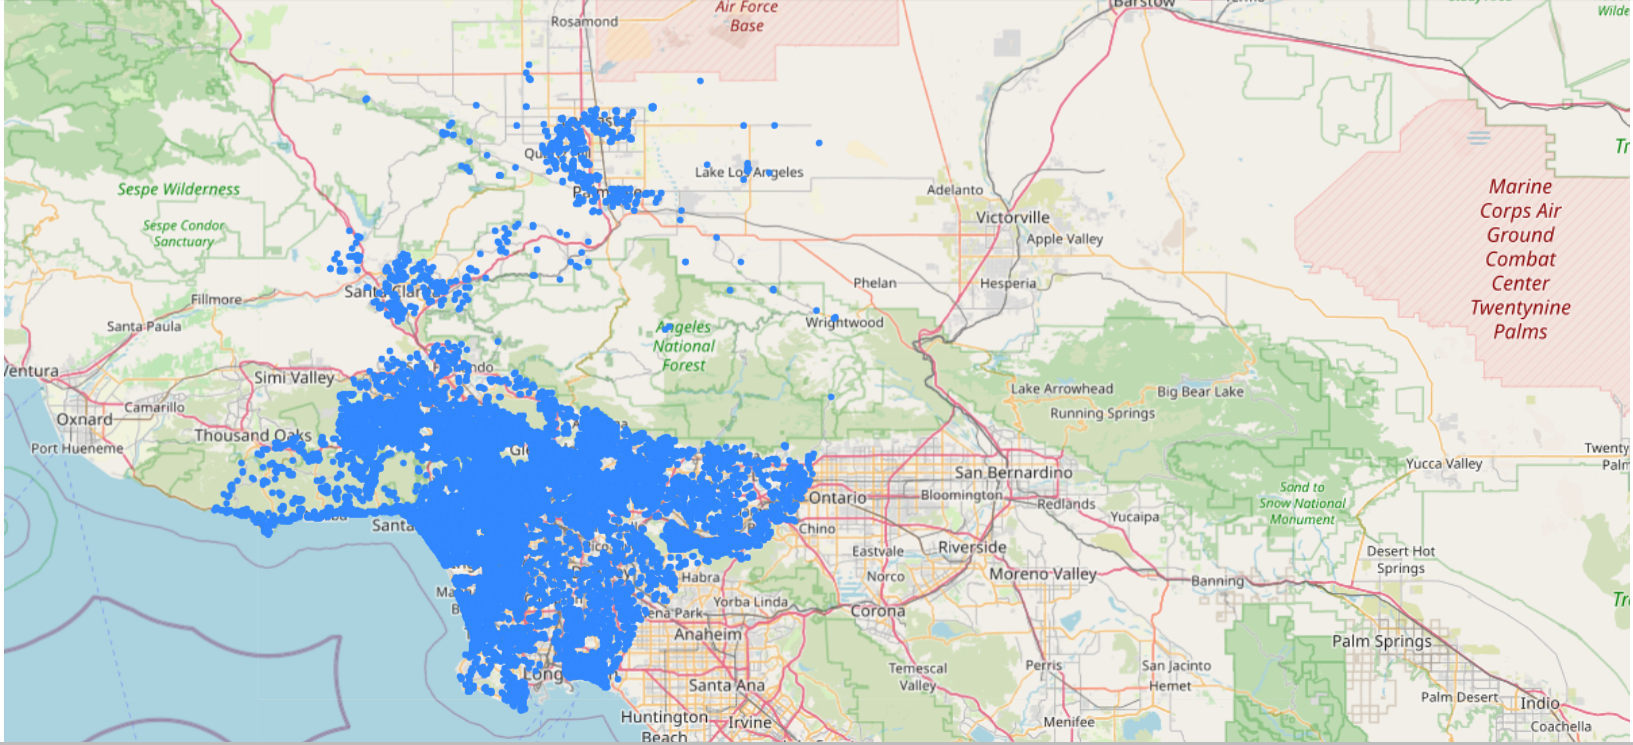 Barstow
Rosamond
Air Force
Base
Wilde
Tr
Lake Los Angeles
Sespe Wilderness
Adelanto
Marine
Corps Air
Ground
Combat
Center
Twentynine
Palms
Victorville
Sespe Condor
Sanctuary
Apple Valley
Phelan
Hesperia
Fillmore
Santa Paula
Wrightwood
Angeles
National
Forest
Ventura
Simi Valley
Lake Arrowhead
Big Bear Lake
Running Springs
Camarillo
Oxnard
Thousand Oaks
Port Hueneme
Gle
Twenty
Palm
Yucca Valley
San Bernardino
Ontario
Bloomington
Redlands
Sand to
Snow National
Monument
Santa
Chino
Yucaipa
Eastvale
Riverside
Desert Hot
Springs
Habra
Norco
Moreno Valley
Banning
Yorba Linda
Corona
ena Park
Anaheim
Palm Springs
Temescal
Valley
Perris
San Jacinto
Hemet
Long
Santa Ana
Palm Desert
Indio
Huntington
Beach
Irvine
Menifee
Coachella